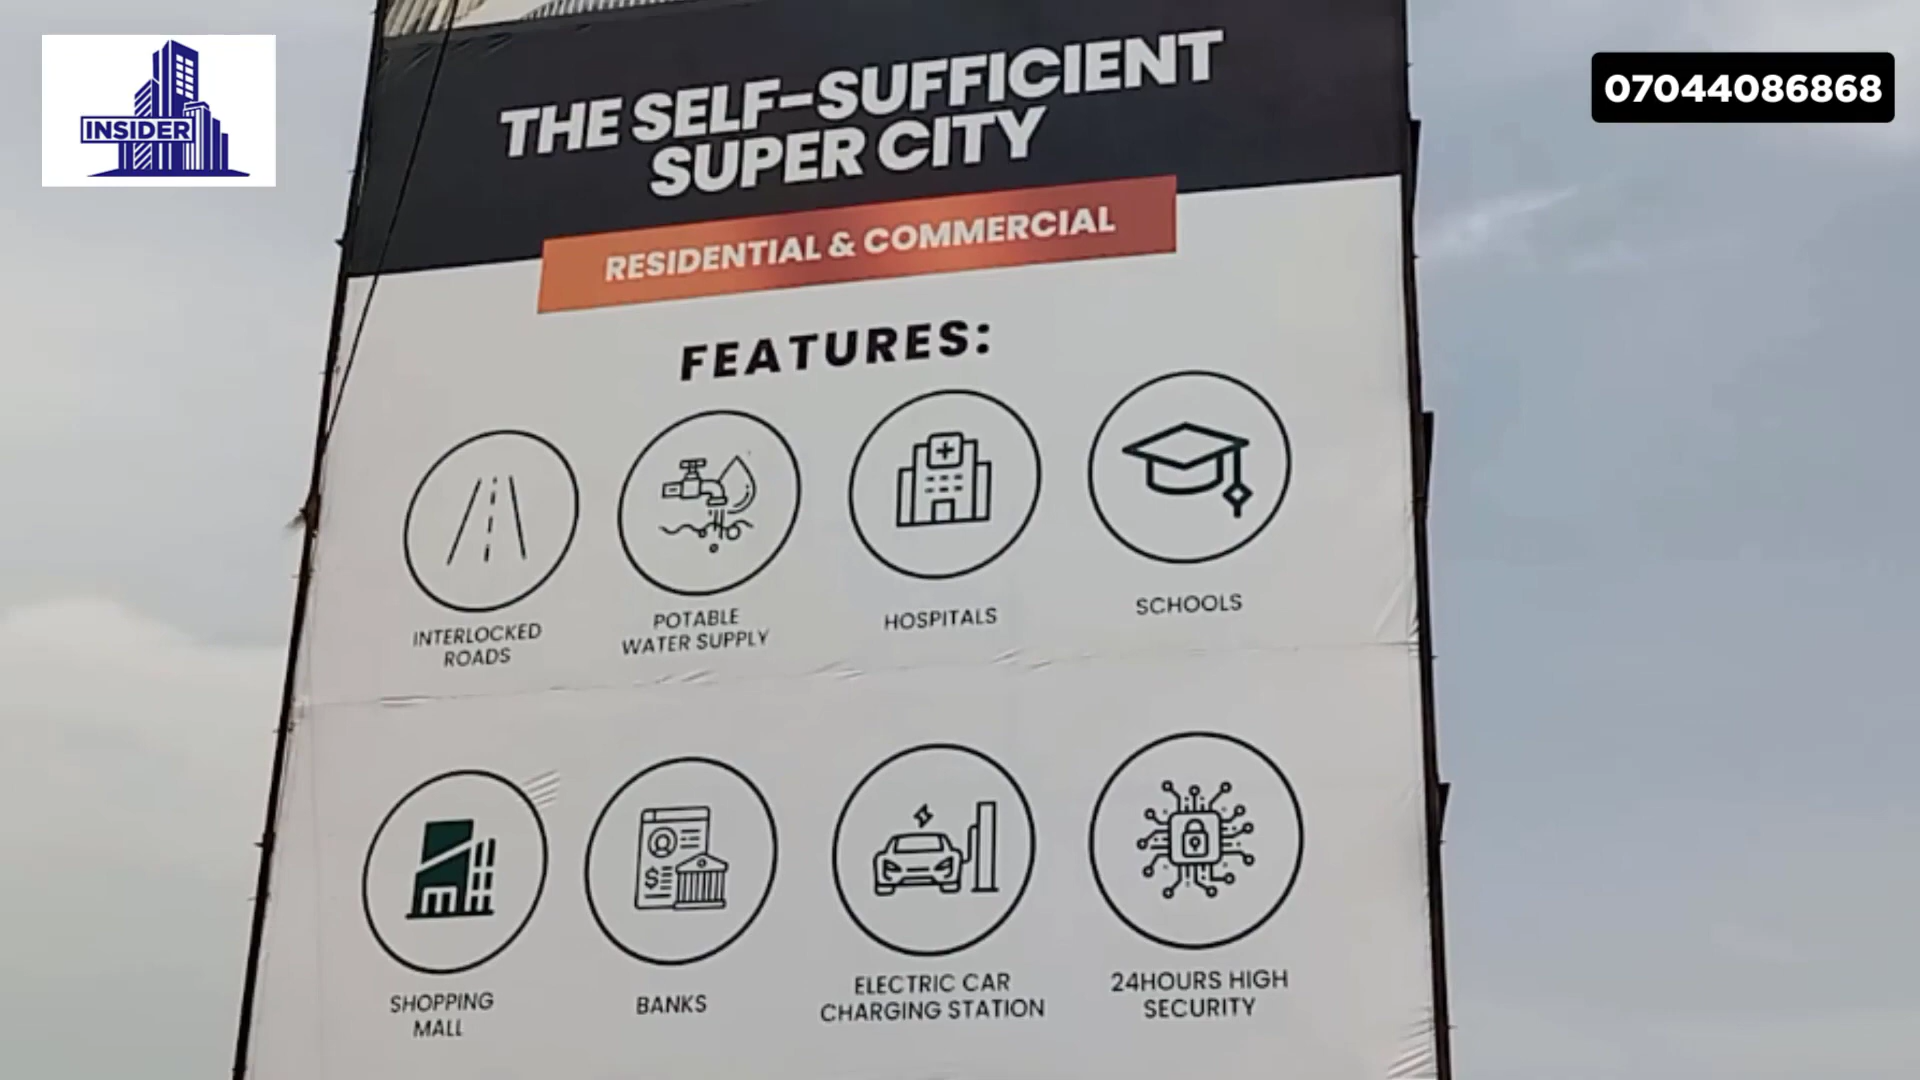 INSIDER
07044086868
THE SELF-SUFFICIENT
SUPER CITY
RESIDENTIAL & COMMERCIAL
FEATURES:
INTERLOCKED
ROADS
POTABLE
WATER SUPPLY
HOSPITALS
SCHOOLS
SHOPPING
MALL
BANKS
ELECTRIC CAR
CHARGING STATION
24HOURS HIGH
SECURITY